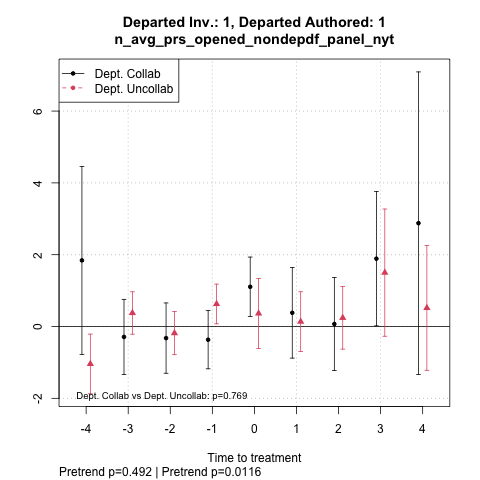 Departed Inv.: 1, Departed Authored: 1
n_avg_prs_opened_nondepdf_panel_nyt
Dept. Collab
Dept. Uncollab
6
4
2
0
-2
Dept. Collab vs Dept. Uncollab: p=0.769
-4 -3 -2 -1 0 1 2 3 4
Time to treatment
Pretrend p=0.492 | Pretrend p=0.0116